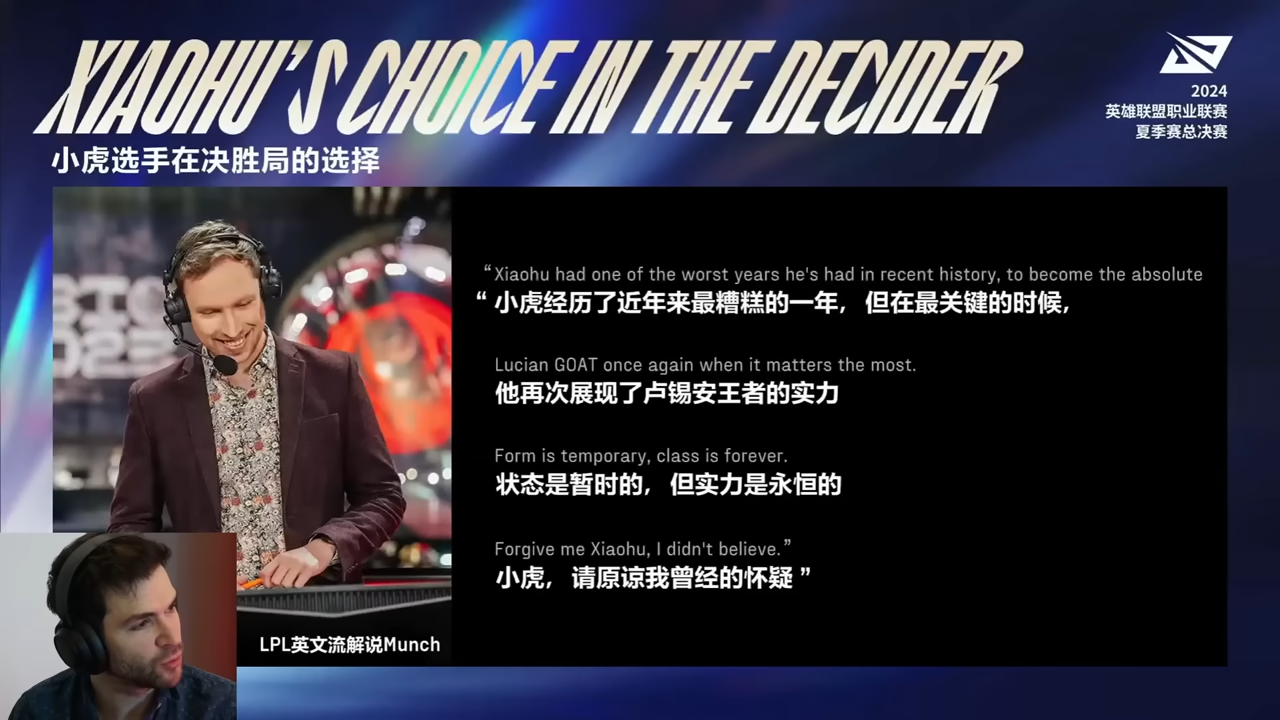 XIAOHU'S CHOICE IN THE DECIDER
小虎选手在决胜局的选择
2024
英雄联盟职业联赛
夏季赛总决赛
“Xiaohu had one of the worst years he's had in recent history, to become the absolute
“小虎经历了近年来最糟糕的一年，但在最关键的时候，
Lucian GOAT once again when it matters the most.
他再次展现了卢锡安王者的实力
Form is temporary, class is forever.
状态是暂时的，但实力是永恒的
Forgive me Xiaohu, I didn't believe.”
小虎，请原谅我曾经的怀疑”
LPL英文流解说Munch